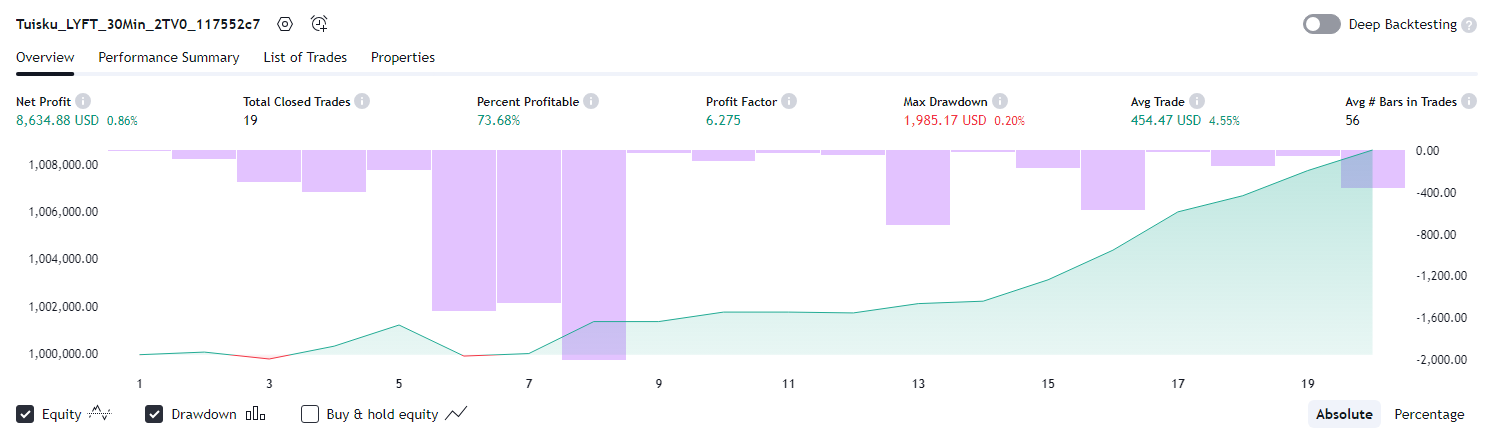 Tuisku_LYFT_30Min_2TV0_117552c7
Deep Backtesting
Overview Performance Summary List of Trades Properties
Net Profit Total Closed Trades Percent Profitable Profit Factor Max Drawdown Avg Trade Avg # Bars in Trades
8,634.88 USD 0.86% 19 73.68% 6.275 1,985.17 USD 0.20% 454.47 USD 4.55% 56
1,008,000.00
1,006,000.00
1,004,000.00
1,002,000.00
1,000,000.00
0.00
-400.00
-800.00
-1,200.00
-1,600.00
-2,000.00
1 3 5 7 9 11 13 15 17 19
Equity Drawdown Buy & hold equity Absolute Percentage